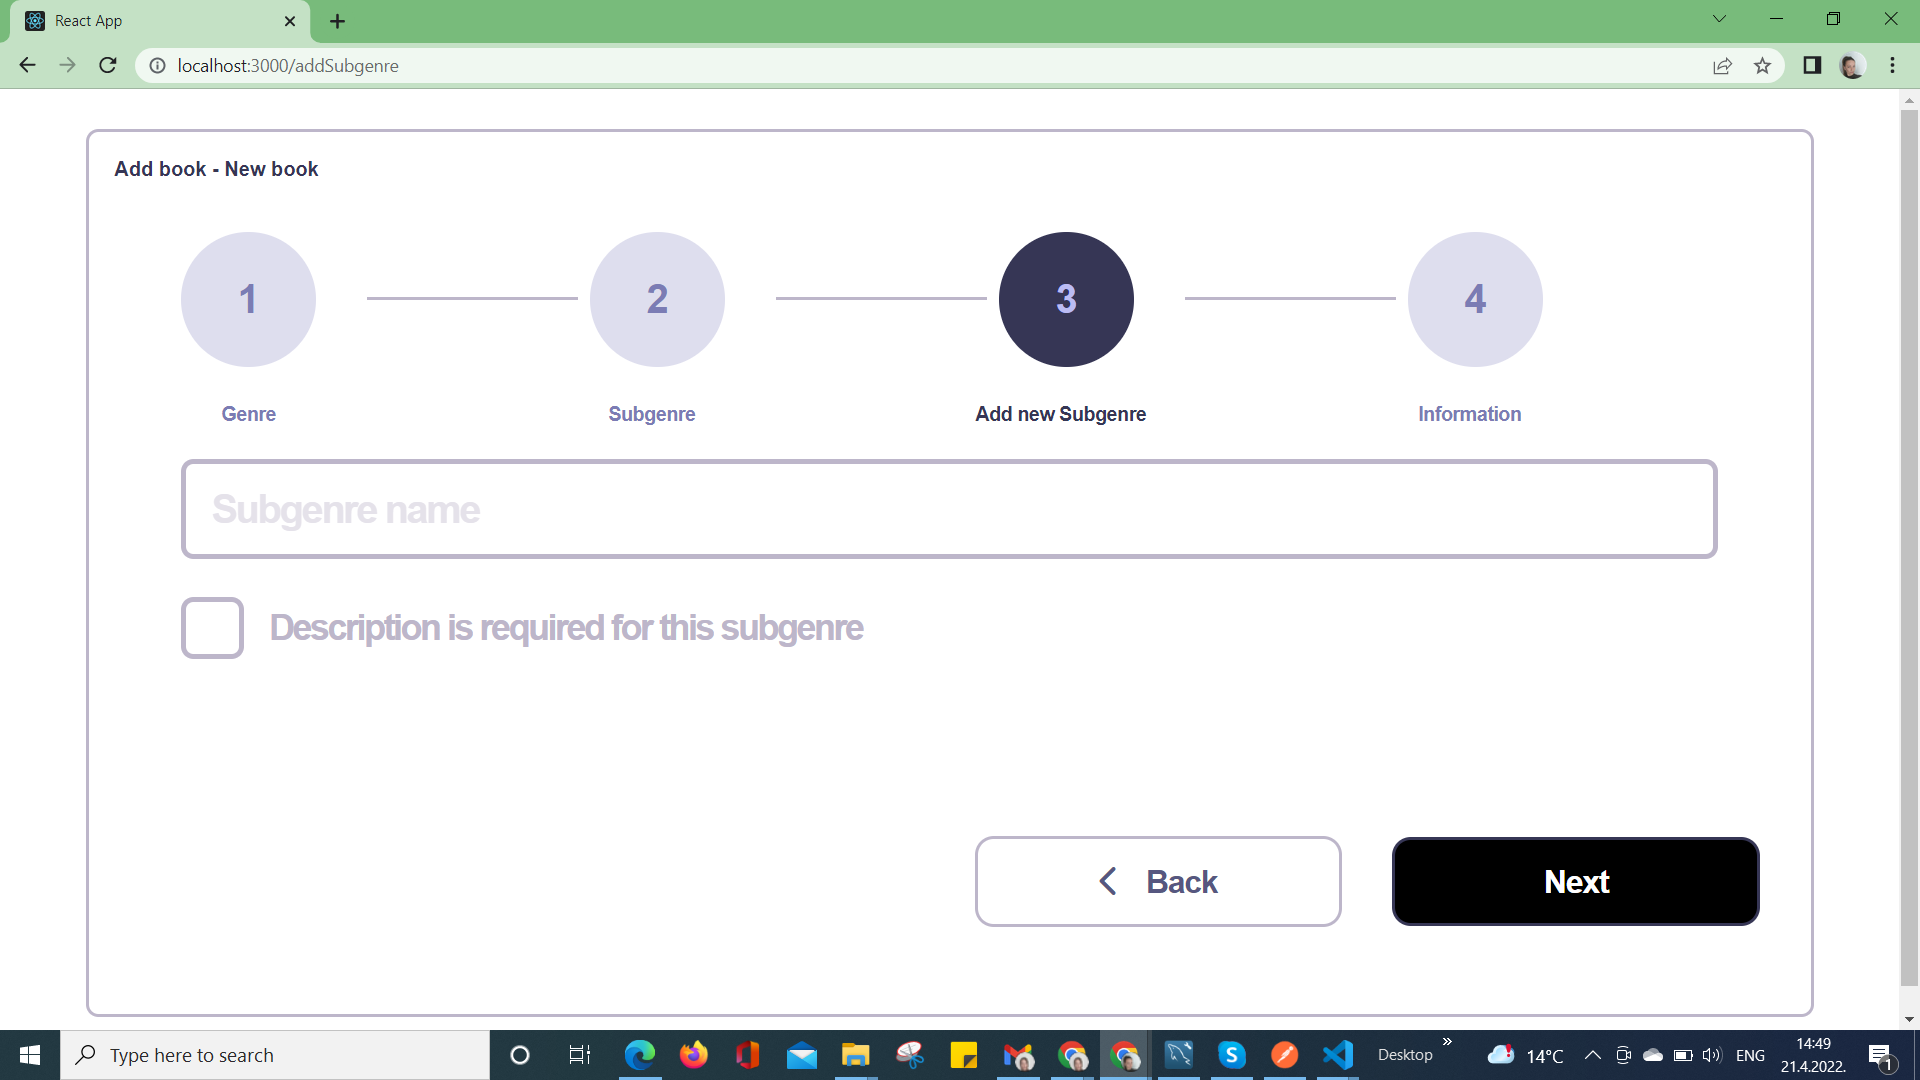 React App
localhost:3000/addSubgenre
Add book - New book
1
2
3
4
Genre
Subgenre
Add new Subgenre
Information
Subgenre name
Description is required for this subgenre
Back
Next
Type here to search
Desktop
»
14°C
ENG
14:49
21.4.2022.
1